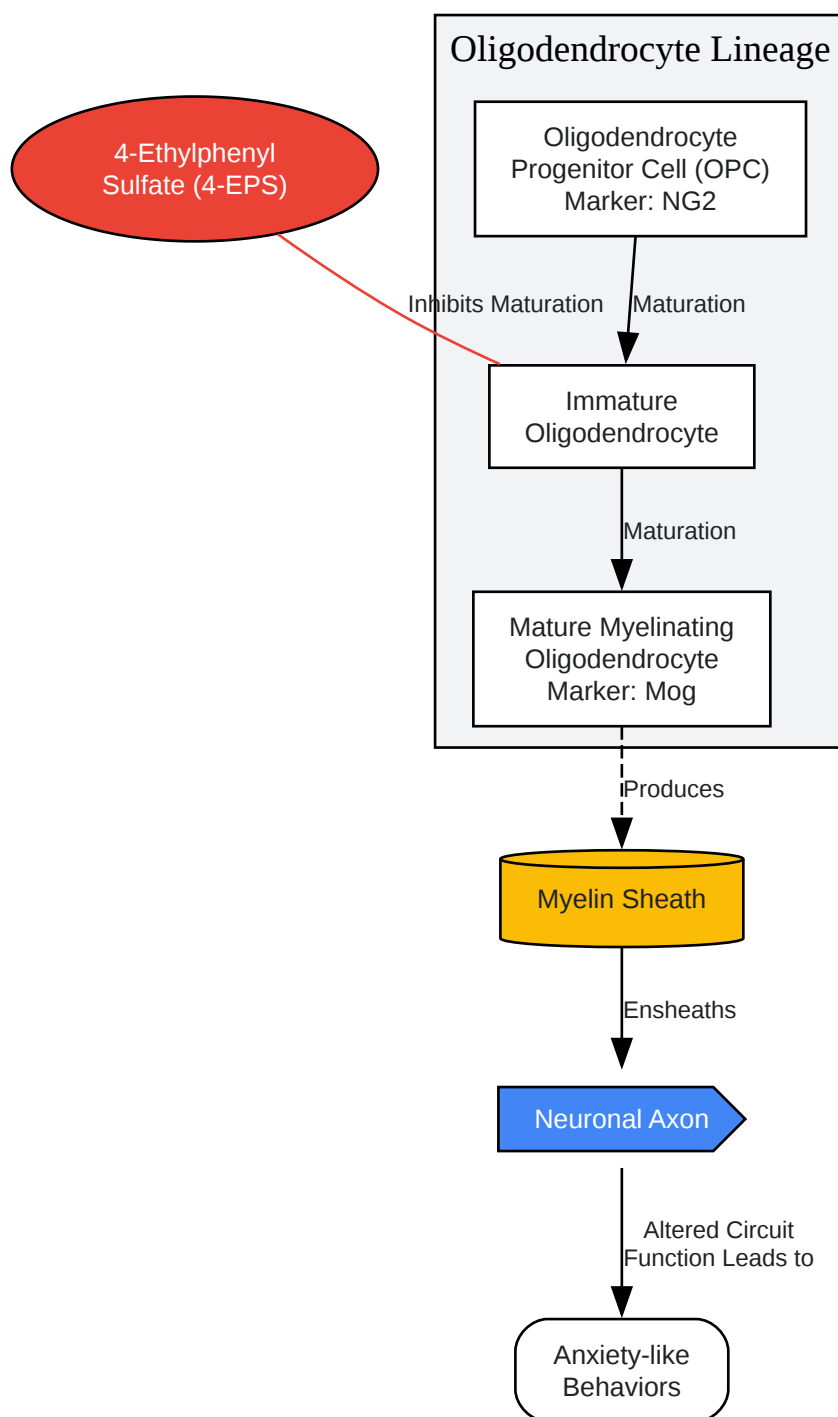 Oligodendrocyte Lineage
4-Ethylphenyl
Sulfate (4-EPS)
Oligodendrocyte
Progenitor Cell (OPC)
Marker: NG2
Inhibits Maturation
Maturation
Immature
Oligodendrocyte
Maturation
Mature Myelinating
Oligodendrocyte
Marker: Mog
Produces
Myelin Sheath
Ensheaths
Neuronal Axon
Altered Circuit
Function Leads to
Anxiety-like
Behaviors